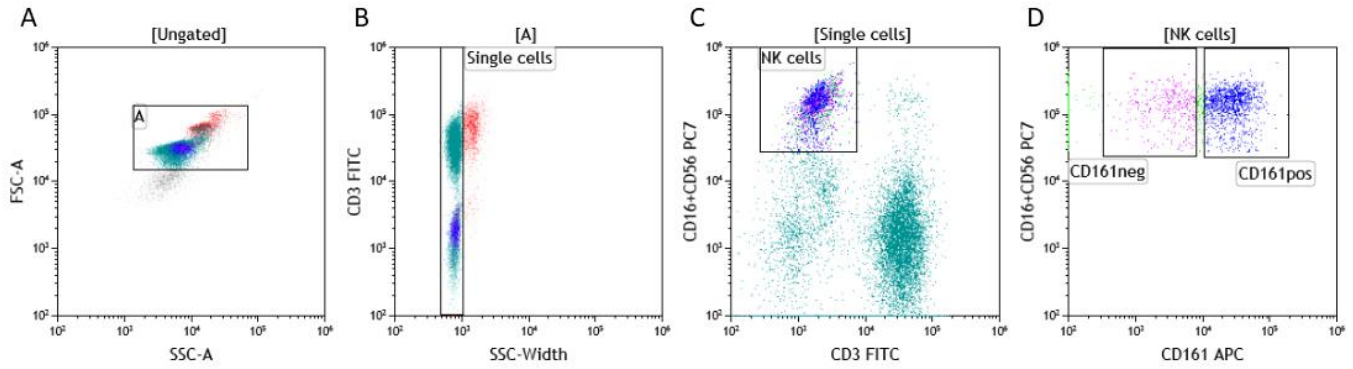 A
B
C
D
[Ungated]
[A]
[Single cells]
[NK cells]
10⁶
10⁵
10⁴
10³
10²
FSC-A
A
10²
10³
10⁴
10⁵
10⁶
SSC-A
10⁶
10⁵
10⁴
10³
10²
CD3 FITC
Single cells
10²
10³
10⁴
10⁵
10⁶
SSC-Width
10⁶
10⁵
10⁴
10³
10²
CD16+CD56 PC7
NK cells
10²
10³
10⁴
10⁵
10⁶
CD3 FITC
10⁶
10⁵
10⁴
10³
10²
CD16+CD56 PC7
CD161neg
CD161pos
10²
10³
10⁴
10⁵
10⁶
CD161 APC